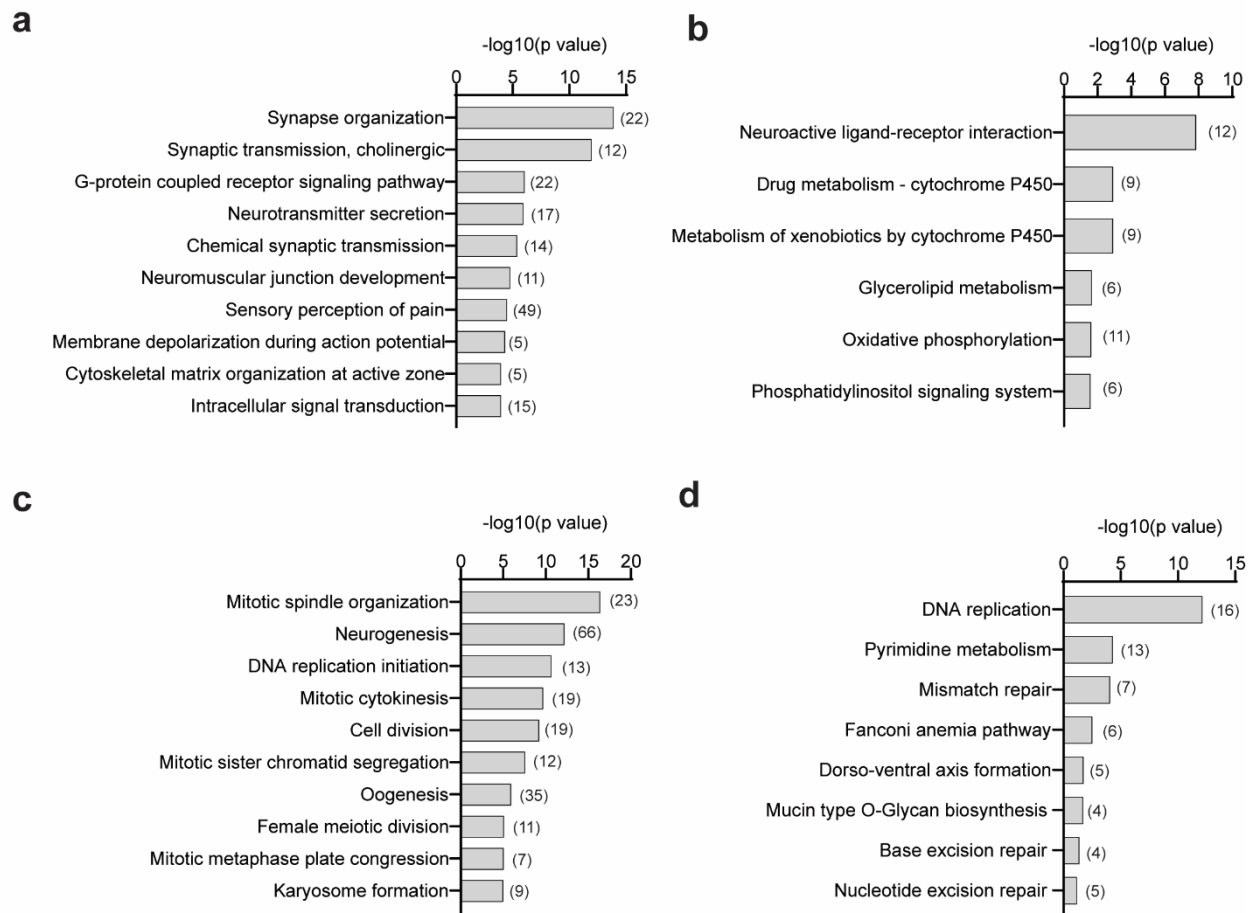 a
-log10(p value)
0 5 10 15
Synapse organization (22)
Synaptic transmission, cholinergic (12)
G-protein coupled receptor signaling pathway (22)
Neurotransmitter secretion (17)
Chemical synaptic transmission (14)
Neuromuscular junction development (11)
Sensory perception of pain (49)
Membrane depolarization during action potential (5)
Cytoskeletal matrix organization at active zone (5)
Intracellular signal transduction (15)
b
-log10(p value)
0 2 4 6 8 10
Neuroactive ligand-receptor interaction (12)
Drug metabolism - cytochrome P450 (9)
Metabolism of xenobiotics by cytochrome P450 (9)
Glycerolipid metabolism (6)
Oxidative phosphorylation (11)
Phosphatidylinositol signaling system (6)
c
-log10(p value)
0 5 10 15 20
Mitotic spindle organization (23)
Neurogenesis (66)
DNA replication initiation (13)
Mitotic cytokinesis (19)
Cell division (19)
Mitotic sister chromatid segregation (12)
Oogenesis (35)
Female meiotic division (11)
Mitotic metaphase plate congression (7)
Karyosome formation (9)
d
-log10(p value)
0 5 10 15
DNA replication (16)
Pyrimidine metabolism (13)
Mismatch repair (7)
Fanconi anemia pathway (6)
Dorso-ventral axis formation (5)
Mucin type O-Glycan biosynthesis (4)
Base excision repair (4)
Nucleotide excision repair (5)